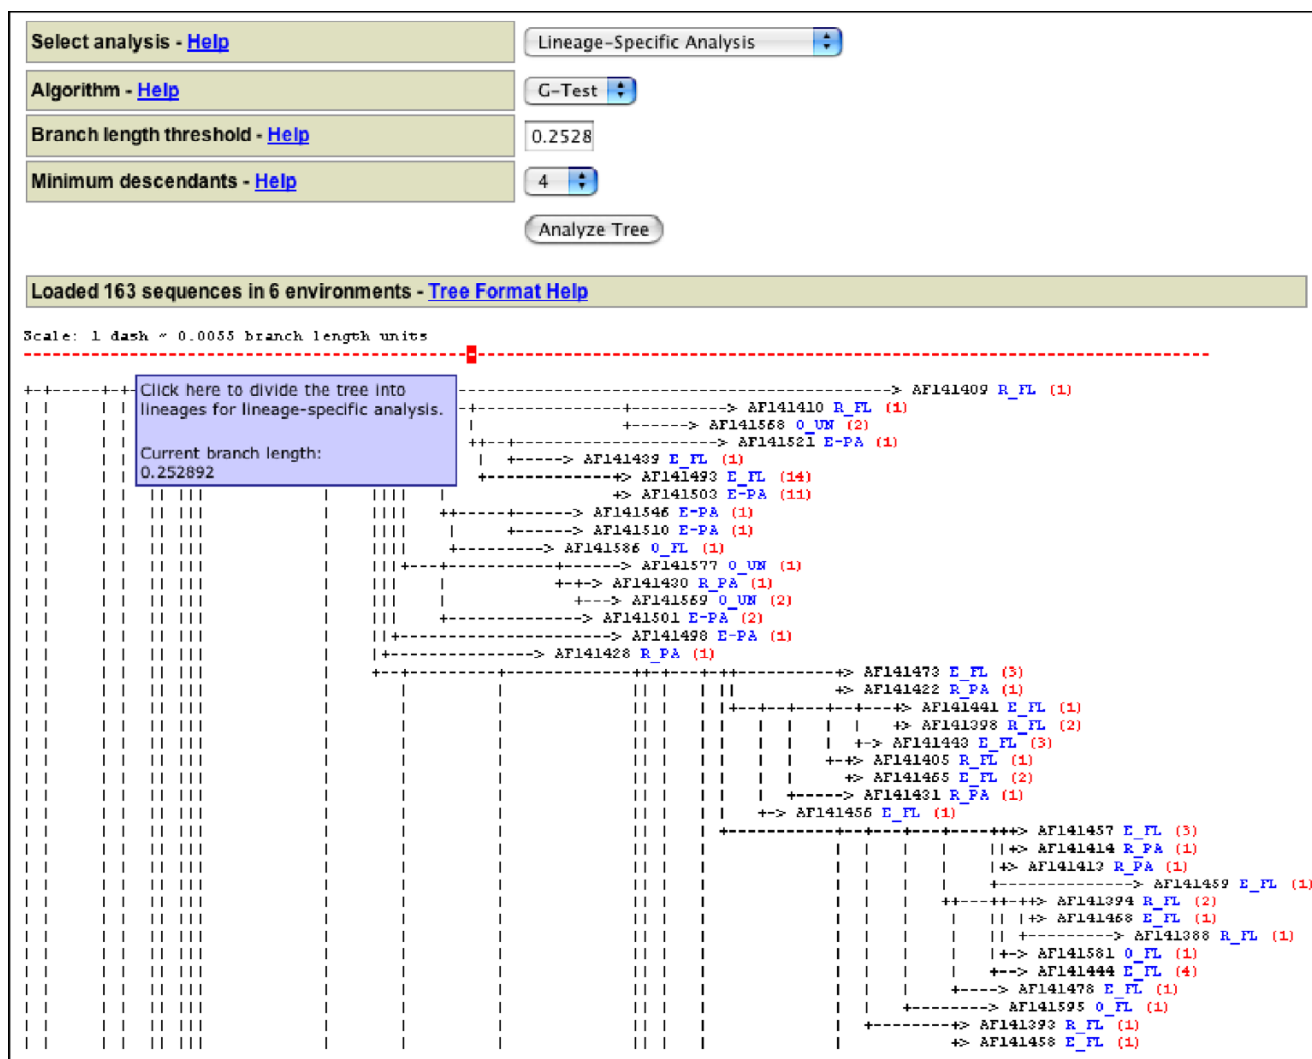 Select analysis - Help
Lineage-Specific Analysis
Algorithm - Help
G-Test
Branch length threshold - Help
0.2528
Minimum descendants - Help
4
Analyze Tree
Loaded 163 sequences in 6 environments - Tree Format Help
Scale: 1 dash ~ 0.0055 branch length units
Click here to divide the tree into
lineages for lineage-specific analysis.
Current branch length:
0.252892
AF141409 R_FL (1)
AF141410 R_FL (1)
AF141568 O_UN (2)
AF141521 E-PA (1)
AF141439 E_FL (1)
AF141493 E_FL (14)
AF141503 E-PA (11)
AF141546 E-PA (1)
AF141510 E-PA (1)
AF141586 O_FL (1)
AF141577 O_UN (1)
AF141430 R_PA (1)
AF141569 O_UN (2)
AF141501 E-PA (2)
AF141498 E-PA (1)
AF141428 R_PA (1)
AF141473 E_FL (3)
AF141422 R_PA (1)
AF141441 E_FL (1)
AF141398 R_FL (2)
AF141443 E_FL (3)
AF141405 R_FL (1)
AF141465 E_FL (2)
AF141431 R_PA (1)
AF141456 E_FL (1)
AF141457 E_FL (3)
AF141414 R_PA (1)
AF141413 R_PA (1)
AF141459 E_FL (1)
AF141394 R_FL (2)
AF141468 E_FL (1)
AF141388 R_FL (1)
AF141581 O_FL (1)
AF141444 E_FL (4)
AF141478 E_FL (1)
AF141595 O_FL (1)
AF141393 R_FL (1)
AF141458 E_FL (1)